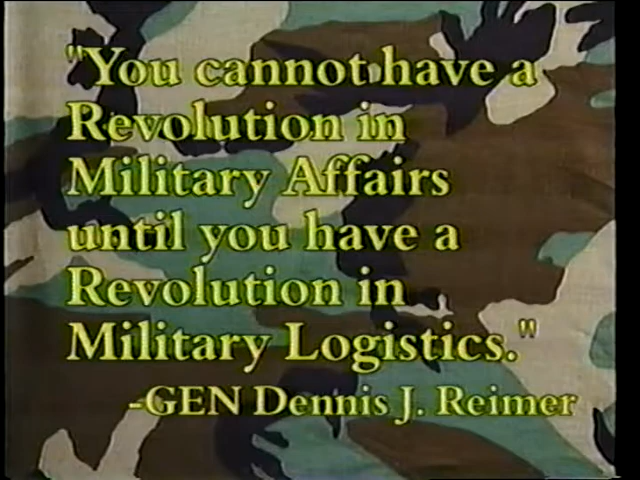 "You cannot have a
Revolution in
Military Affairs
until you have a
Revolution in
Military Logistics."
-GEN Dennis J. Reimer